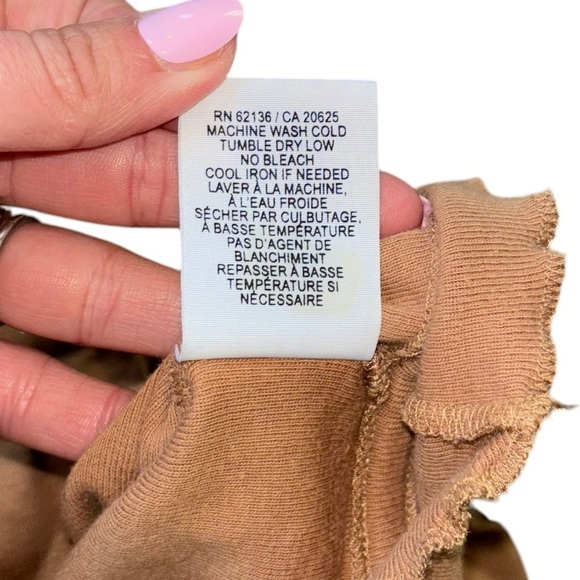 RN 62136 / CA 20625
MACHINE WASH COLD
TUMBLE DRY LOW
NO BLEACH
COOL IRON IF NEEDED
LAVER À LA MACHINE,
À L'EAU FROIDE
SÉCHER PAR CULBUTAGE,
À BASSE TEMPÉRATURE
PAS D'AGENT DE
BLANCHIMENT
REPASSER À BASSE
TEMPÉRATURE SI
NÉCESSAIRE